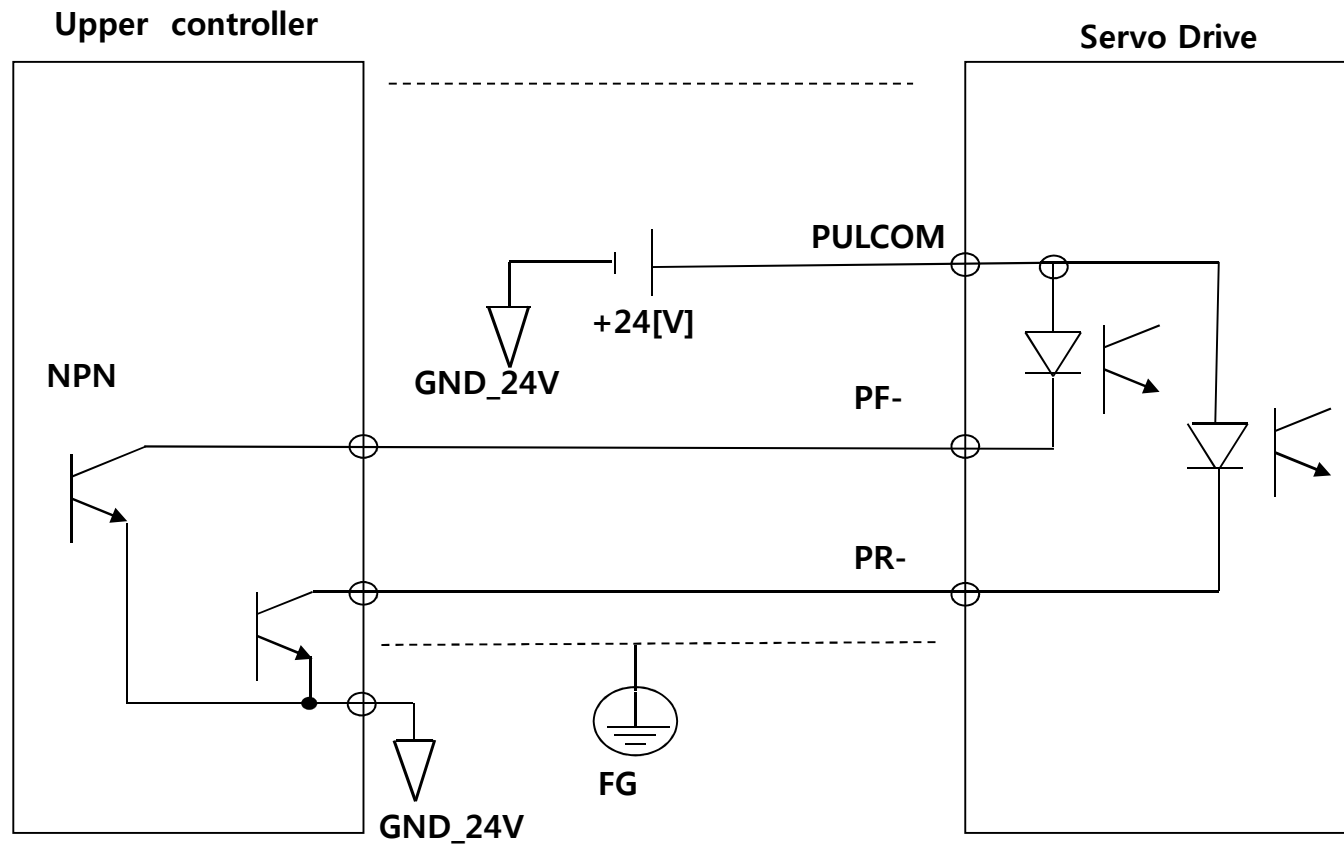 Upper controller
Servo Drive
PULCOM
+24[V]
GND_24V
NPN
PF-
PR-
FG
GND_24V